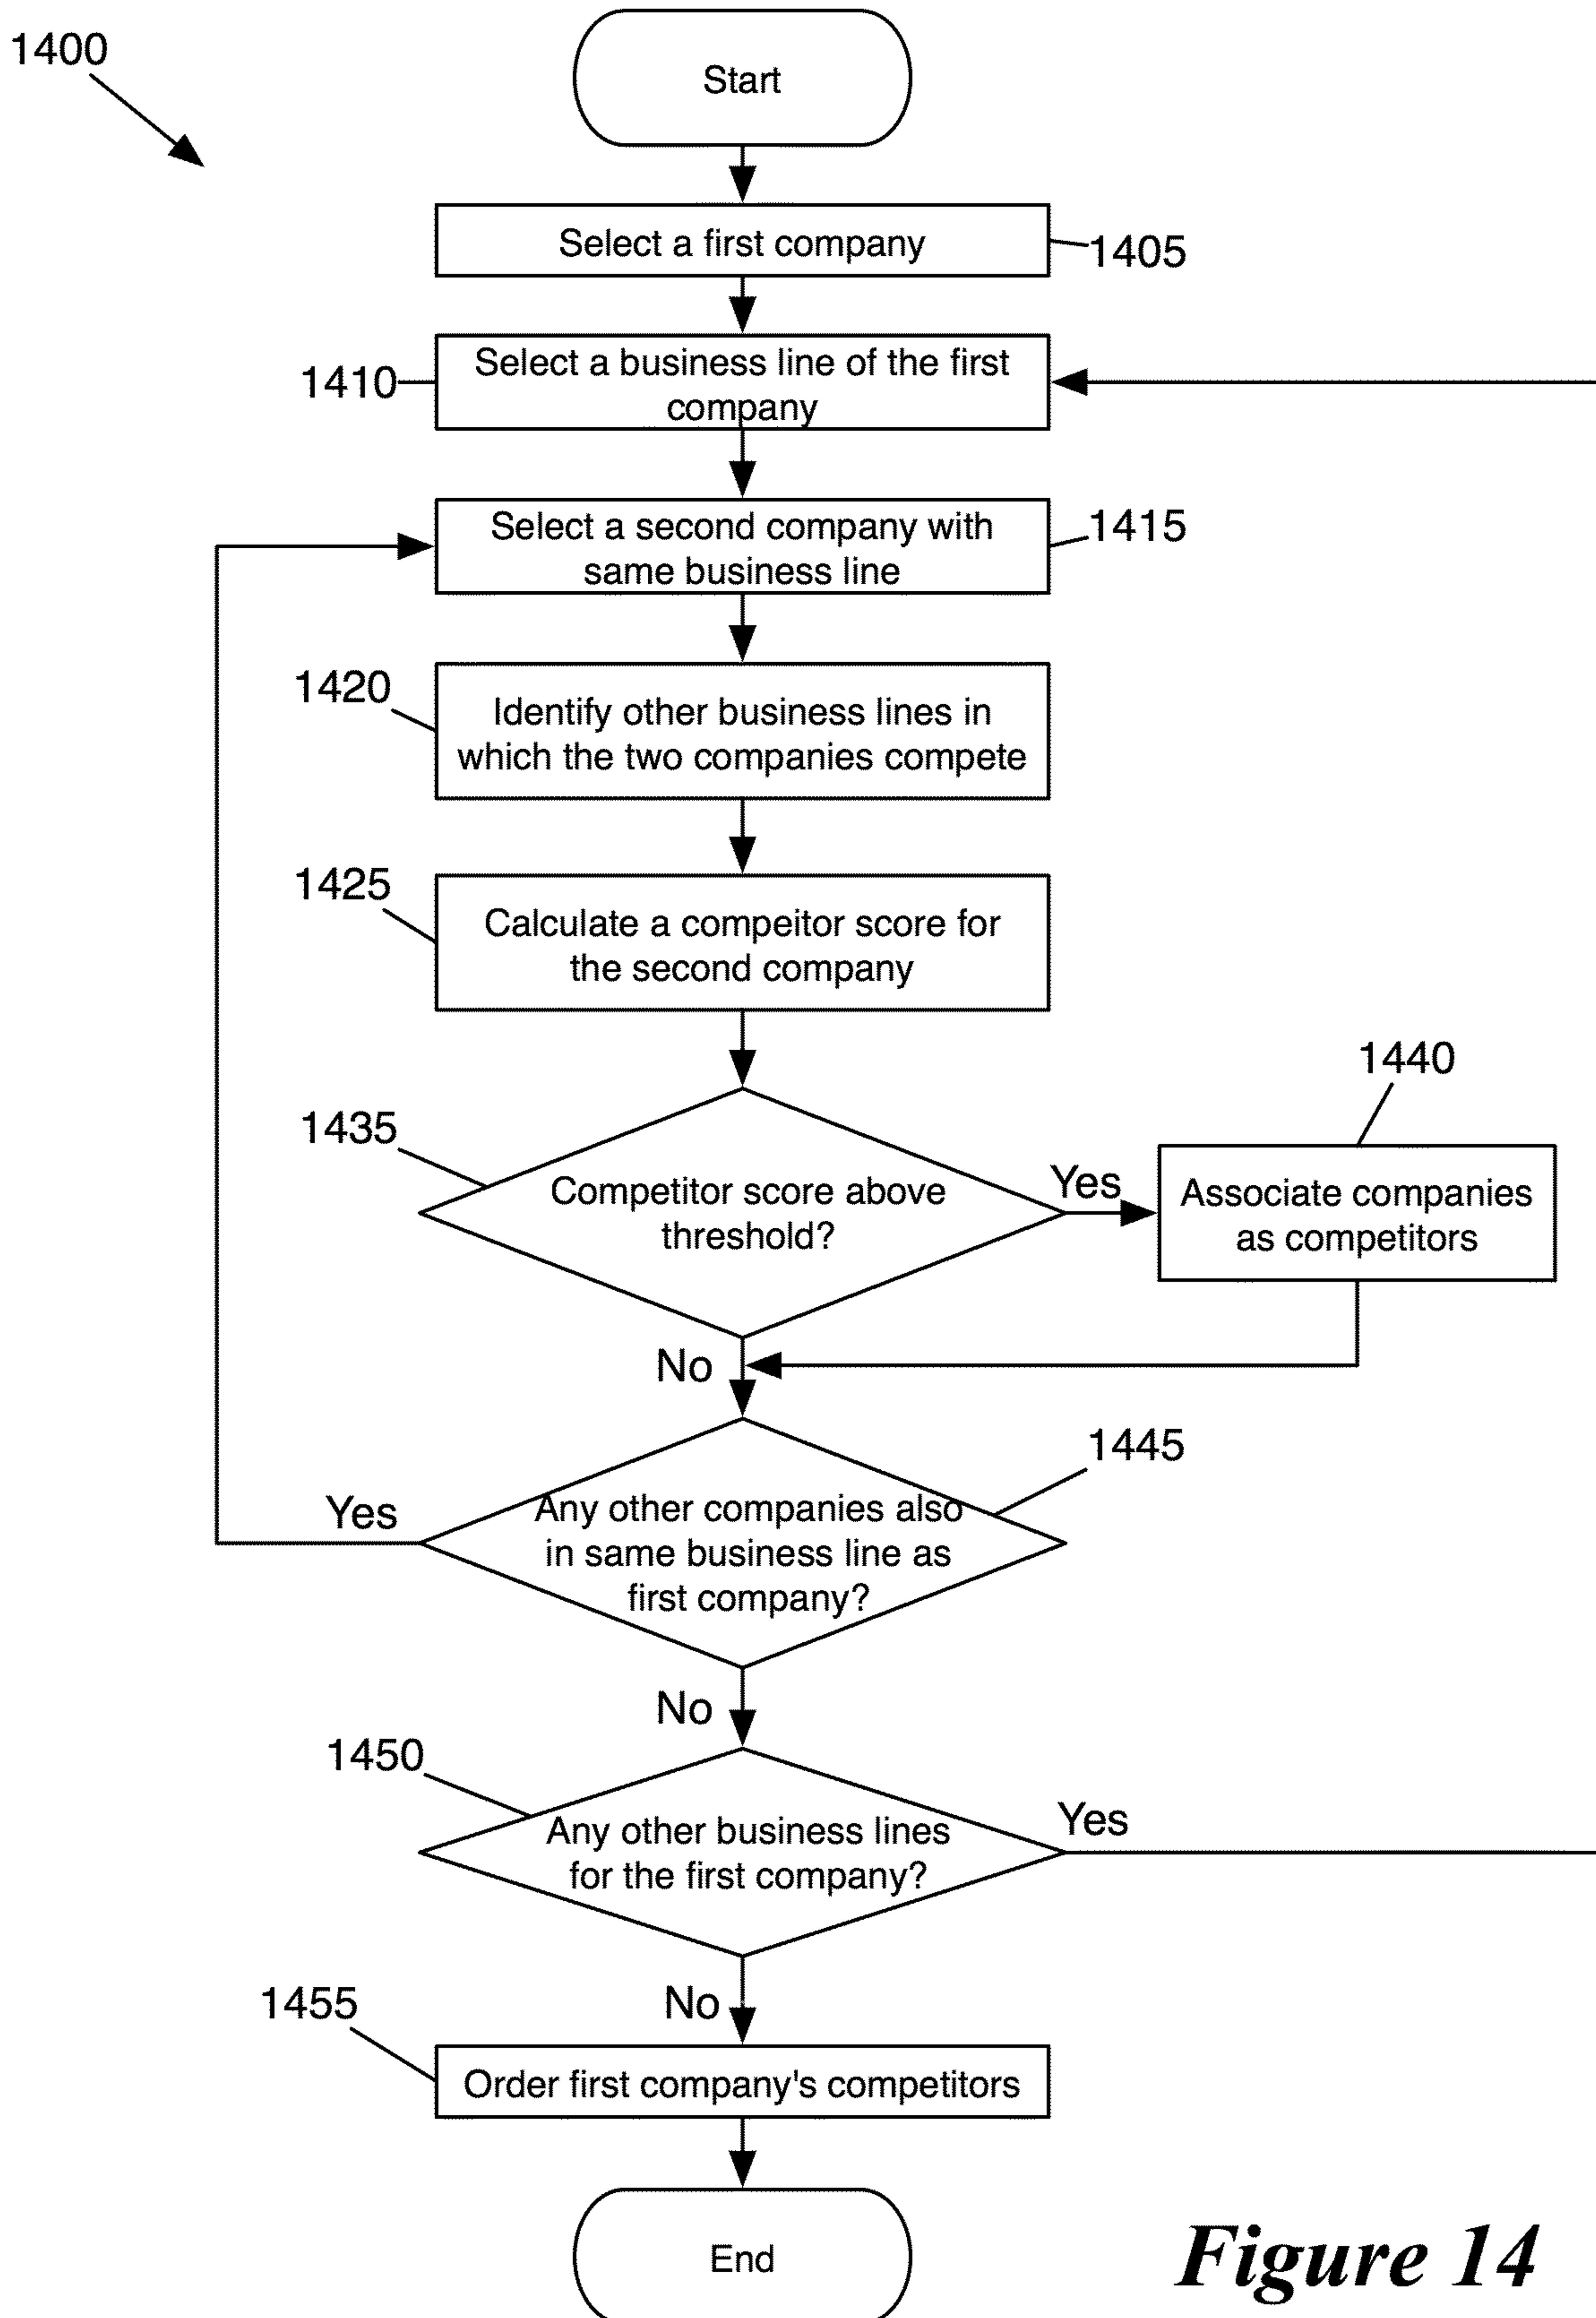 1400
Start
Select a first company
1405
1410
Select a business line of the first
company
Select a second company with
same business line
1415
1420
Identify other business lines in
which the two companies compete
1425
Calculate a compeitor score for
the second company
1435
Competitor score above
threshold?
Yes
1440
Associate companies
as competitors
No
1445
Yes
Any other companies also
in same business line as
first company?
No
1450
Any other business lines
for the first company?
Yes
No
1455
Order first company's competitors
End
Figure 14